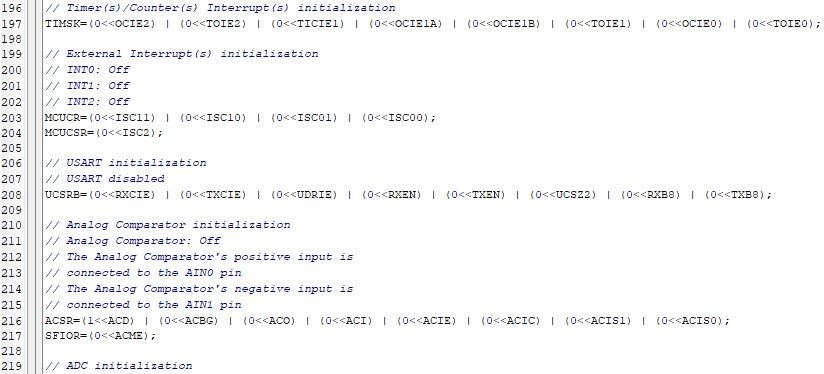 196 // Timer(s)/Counter(s) Interrupt(s) initialization
197 TIMSK=(0<<OCIE2) | (0<<TOIE2) | (0<<TICIE1) | (0<<OCIE1A) | (0<<OCIE1B) | (0<<TOIE1) | (0<<OCIE0) | (0<<TOIE0);
198
199 // External Interrupt(s) initialization
200 // INT0: Off
201 // INT1: Off
202 // INT2: Off
203 MCUCR=(0<<ISC11) | (0<<ISC10) | (0<<ISC01) | (0<<ISC00);
204 MCUCSR=(0<<ISC2);
205
206 // USART initialization
207 // USART disabled
208 UCSRB=(0<<RXCIE) | (0<<TXCIE) | (0<<UDRIE) | (0<<RXEN) | (0<<TXEN) | (0<<UCSZ2) | (0<<RXB8) | (0<<TXB8);
209
210 // Analog Comparator initialization
211 // Analog Comparator: Off
212 // The Analog Comparator's positive input is
213 // connected to the AIN0 pin
214 // The Analog Comparator's negative input is
215 // connected to the AIN1 pin
216 ACSR=(1<<ACD) | (0<<ACBG) | (0<<ACO) | (0<<ACI) | (0<<ACIE) | (0<<ACIC) | (0<<ACIS1) | (0<<ACIS0);
217 SFIOR=(0<<ACME);
218
219 // ADC initialization